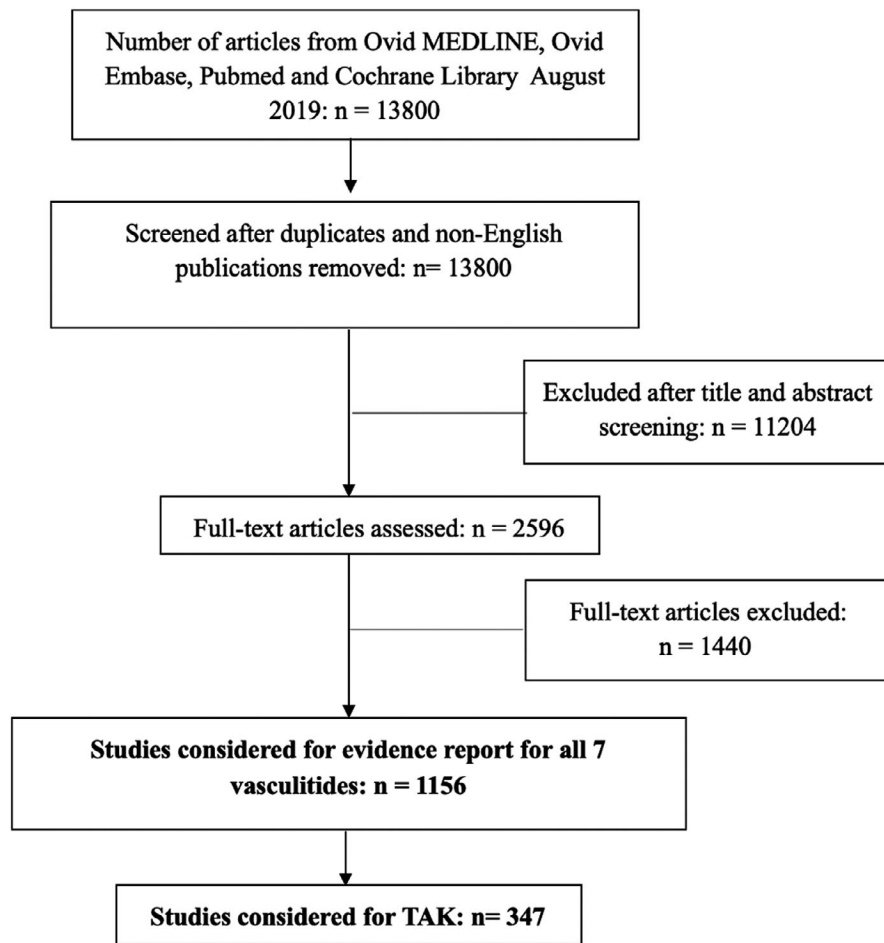 Number of articles from Ovid MEDLINE, Ovid
Embase, Pubmed and Cochrane Library August
2019: n = 13800
Screened after duplicates and non-English
publications removed: n= 13800
Excluded after title and abstract
screening: n = 11204
Full-text articles assessed: n = 2596
Full-text articles excluded:
n = 1440
Studies considered for evidence report for all 7
vasculitides: n = 1156
Studies considered for TAK: n= 347